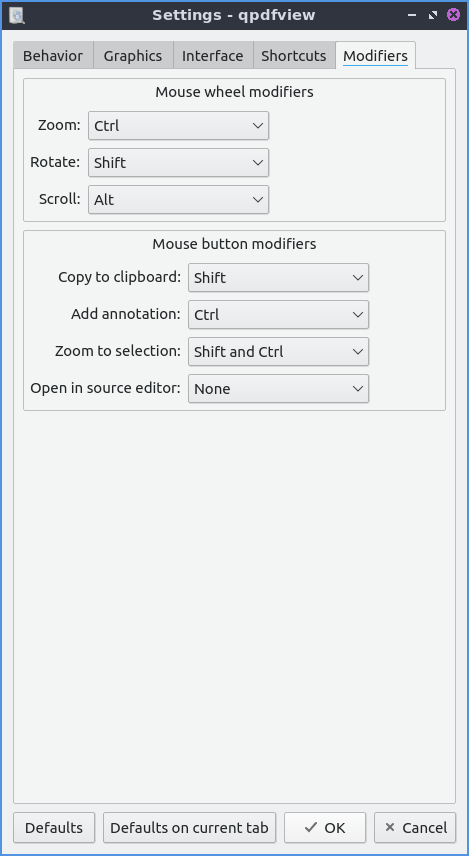 Settings - qpdfview
Behavior Graphics Interface Shortcuts Modifiers
Mouse wheel modifiers
Zoom: Ctrl
Rotate: Shift
Scroll: Alt
Mouse button modifiers
Copy to clipboard: Shift
Add annotation: Ctrl
Zoom to selection: Shift and Ctrl
Open in source editor: None
Defaults Defaults on current tab OK Cancel